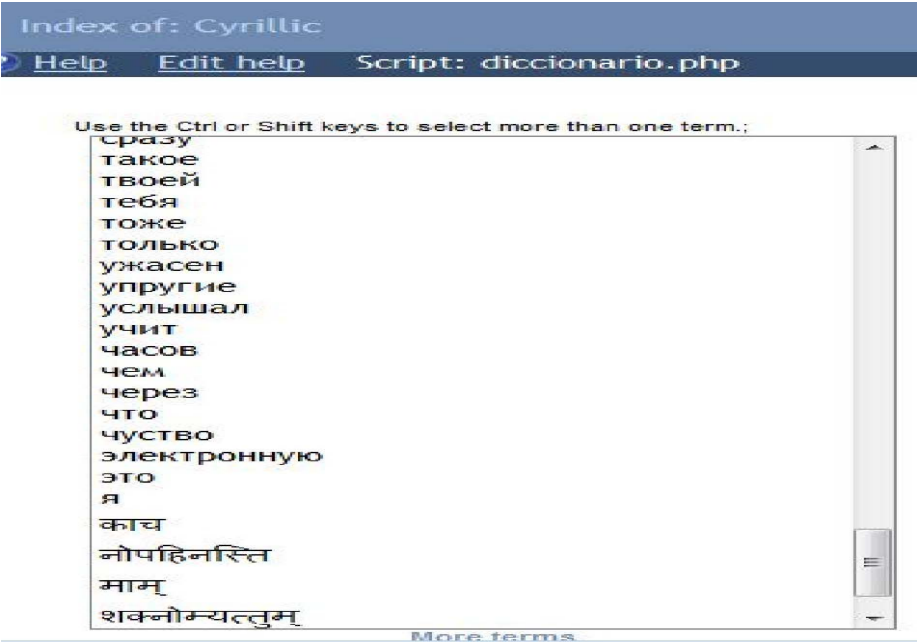 Index of: Cyrillic
Help Edit help Script: diccionario.php
Use the Ctrl or Shift keys to select more than one term.;
сразу
такое
твоей
тебя
тоже
только
ужасен
упругие
услышал
учит
часов
чем
через
что
чуство
электронную
это
я
काच
नोपहिनस्ति
माम्
शक्नोम्यत्तुम्
More terms